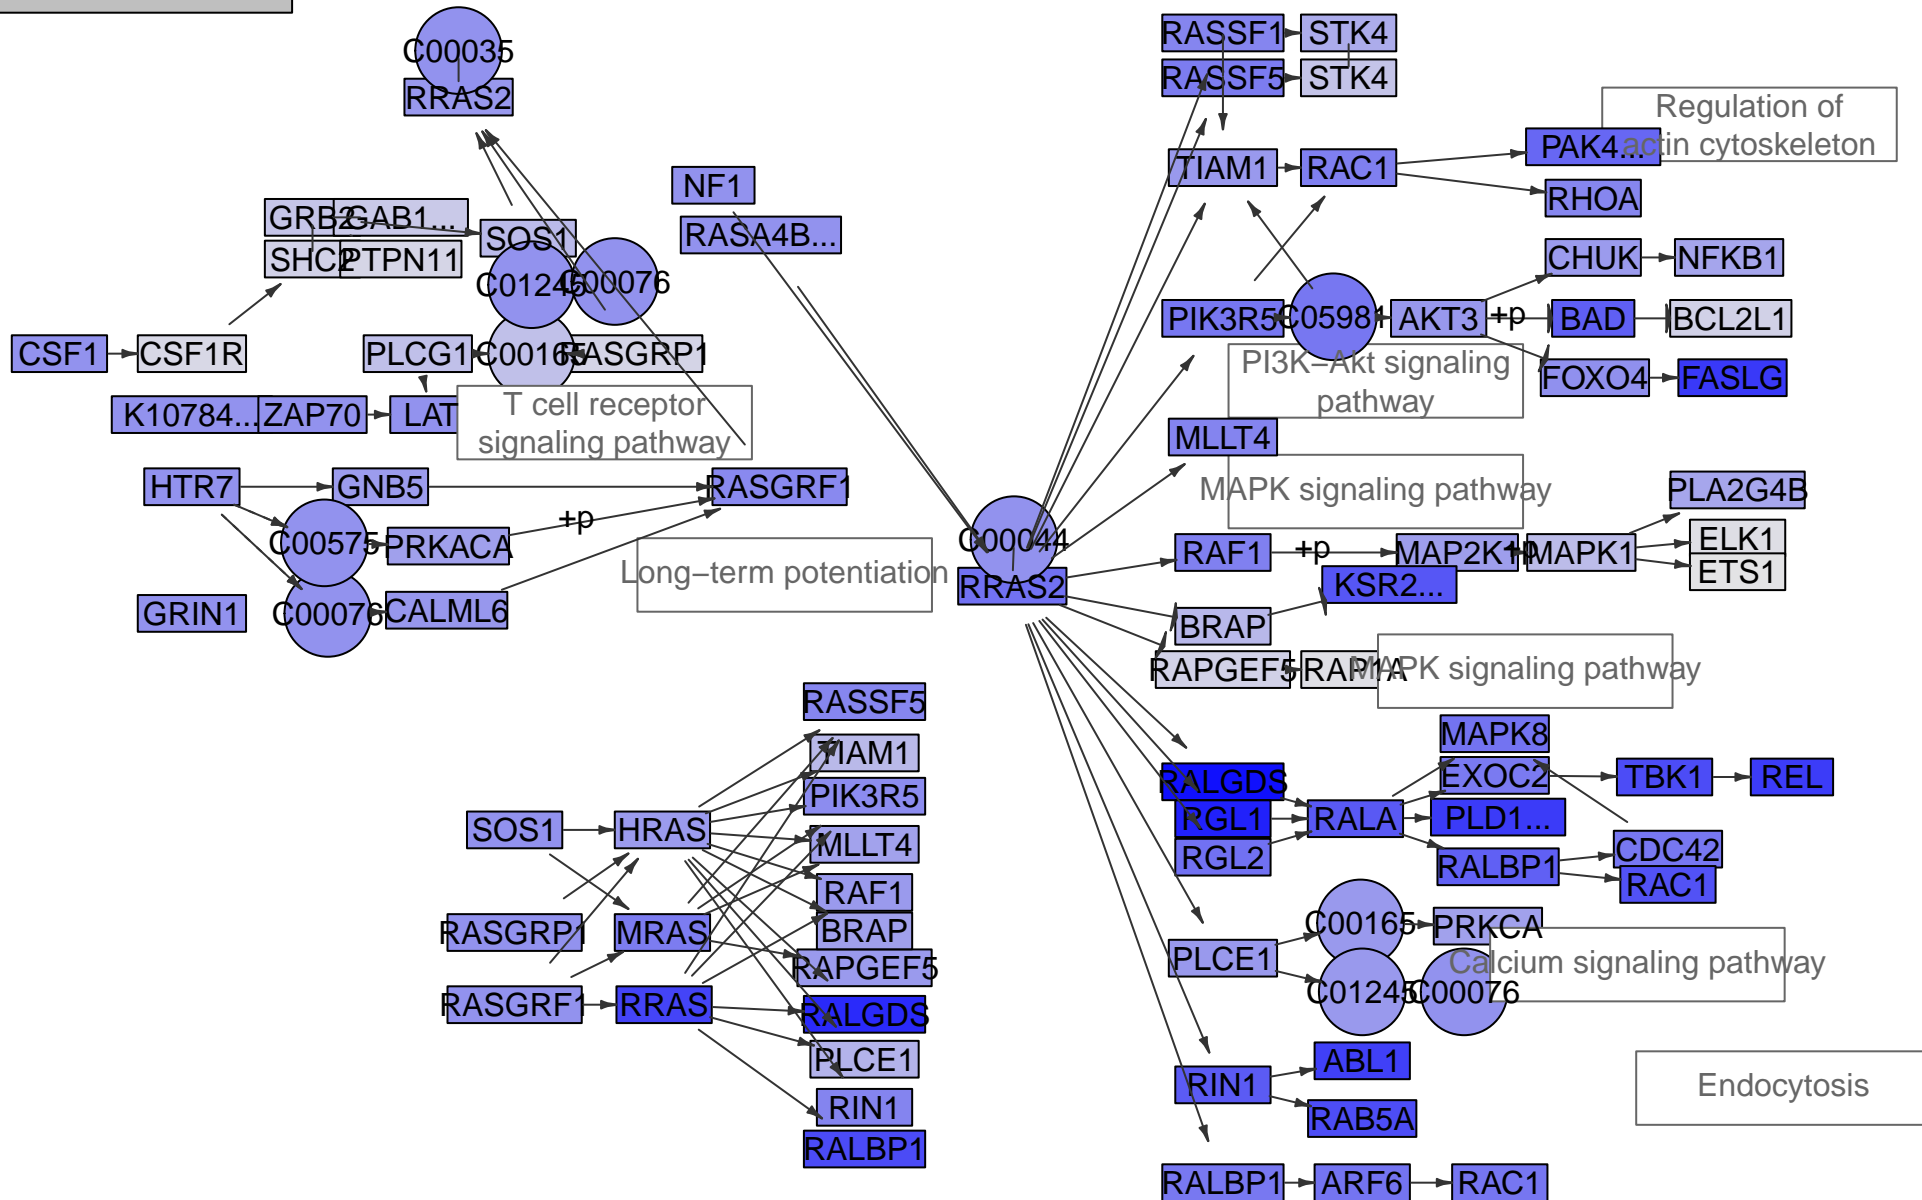 C00035
RRAS2
NF1
RASA4B...
GRB2
GAB1...
SOS1
SHC2
PTPN11
C01245
C00076
CSF1
CSF1R
PLCG1
C00165
RASGRP1
K10784...
ZAP70
LAT
T cell receptor
signaling pathway
HTR7
GNB5
RASGRF1
C00575
PRKACA
+p
GRIN1
C00076
CALML6
Long−term potentiation
C00044
RRAS2
RASSF1
STK4
RASSF5
STK4
Regulation of
actin cytoskeleton
PAK4...
TIAM1
RAC1
RHOA
CHUK
NFKB1
PIK3R5
C05981
AKT3
+p
BAD
BCL2L1
PI3K−Akt signaling
pathway
FOXO4
FASLG
MLLT4
MAPK signaling pathway
PLA2G4B
RAF1
+p
MAP2K1
+p
MAPK1
ELK1
ETS1
KSR2...
BRAP
RAPGEF5
RAP1A
MAPK signaling pathway
RASSF5
TIAM1
PIK3R5
SOS1
HRAS
MLLT4
RAF1
RASGRP1
MRAS
BRAP
RAPGEF5
RASGRF1
RRAS
RALGDS
PLCE1
RIN1
RALBP1
MAPK8
RALGDS
EXOC2
TBK1
REL
RGL1
RALA
PLD1...
RGL2
RALBP1
CDC42
RAC1
C00165
PRKCA
PLCE1
Calcium signaling pathway
C01245
C00076
ABL1
RIN1
RAB5A
Endocytosis
RALBP1
ARF6
RAC1